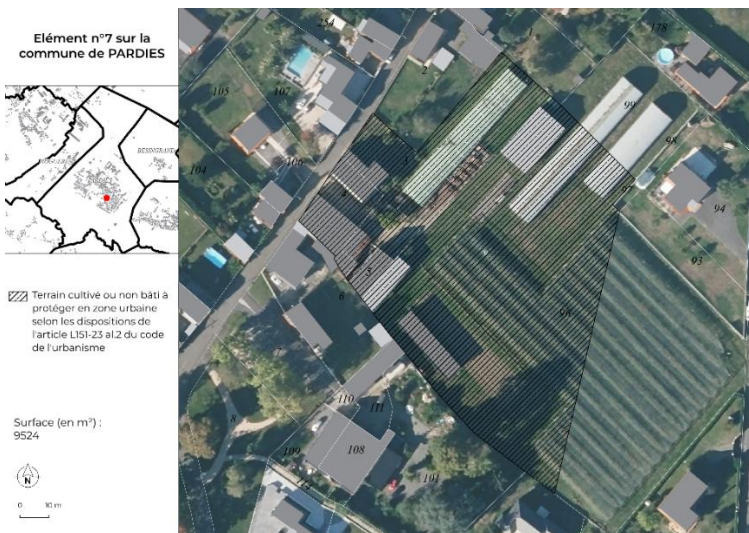 Elément n°7 sur la
commune de PARDIES
Terrain cultivé ou non bâti à
protéger en zone urbaine
selon les dispositions de
l'article L151-23 al.2 du code
de l'urbanisme
Surface (en m²) :
9524
N
0 10 m
254
1
178
2
107
105
99
98
106
104
97
4
94
93
5
6
96
110
111
8
108
109
101